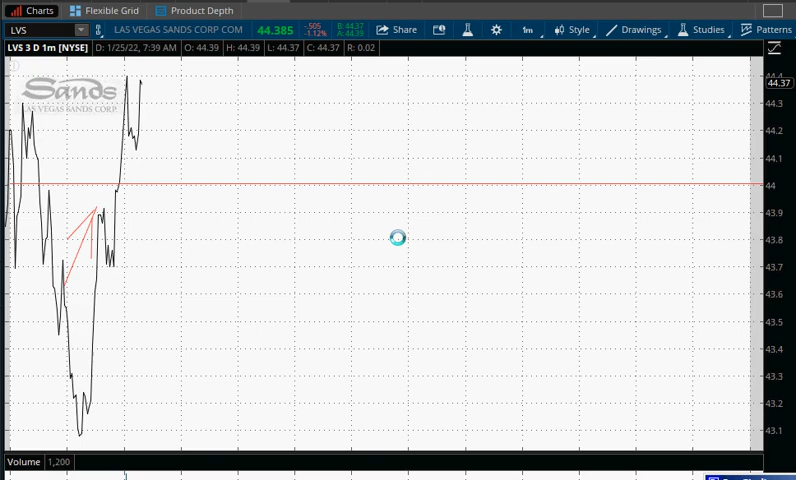 Charts Flexible Grid Product Depth
LVS LAS VEGAS SANDS CORP COM 44.385 -.505 -1.12% B: 44.37 A: 44.39 Share 1m Style Drawings Studies Patterns
LVS 3 D 1m [NYSE] D: 1/25/22, 7:39 AM O: 44.39 H: 44.39 L: 44.37 C: 44.37 R: 0.02
Sands
LAS VEGAS SANDS CORP.
44.4
44.37
44.3
44.2
44.1
44
43.9
43.8
43.7
43.6
43.5
43.4
43.3
43.2
43.1
Volume 1,200